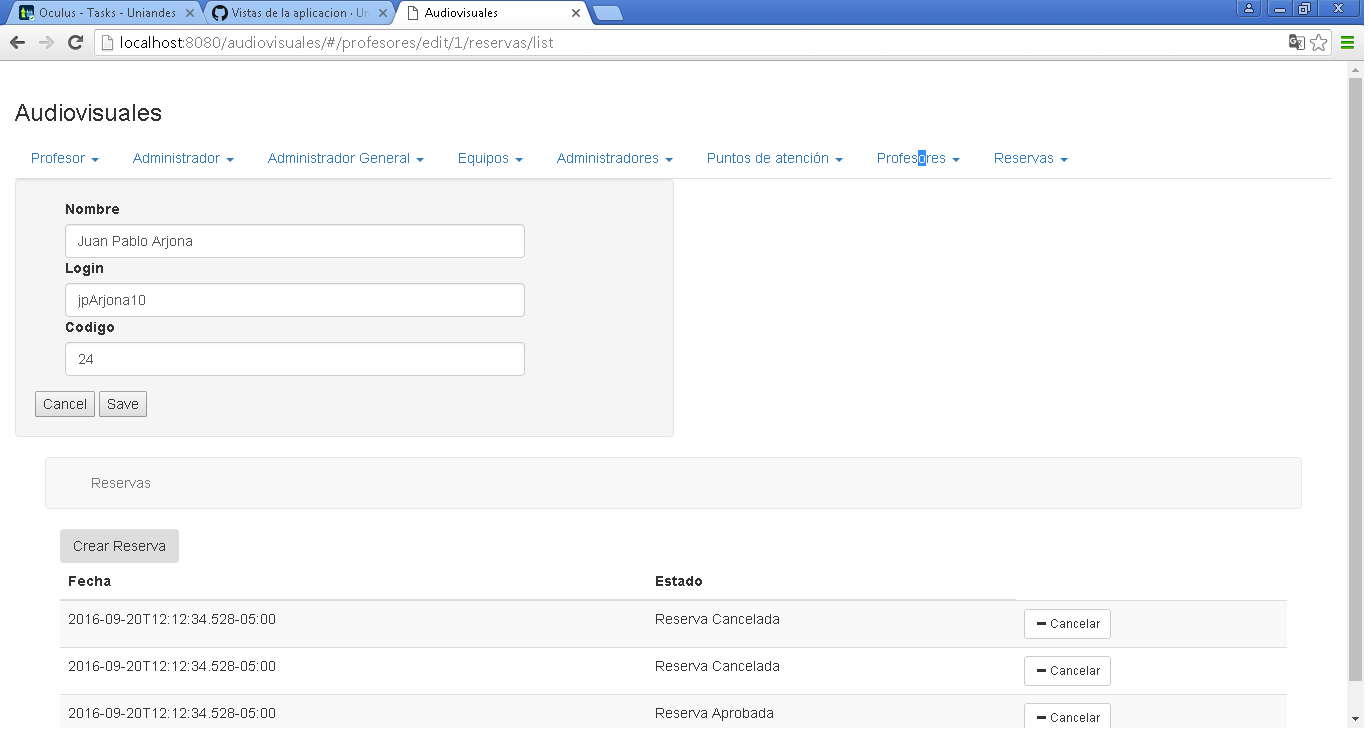 Oculus - Tasks - Uniandes
Vistas de la aplicacion · Un
Audiovisuales
localhost:8080/audiovisuales/#/profesores/edit/1/reservas/list
Audiovisuales
Profesor Administrador Administrador General Equipos Administradores Puntos de atención Profesores Reservas
Nombre
Juan Pablo Arjona
Login
jpArjona10
Codigo
24
Cancel Save
Reservas
Crear Reserva
Fecha Estado
2016-09-20T12:12:34.528-05:00 Reserva Cancelada Cancelar
2016-09-20T12:12:34.528-05:00 Reserva Cancelada Cancelar
2016-09-20T12:12:34.528-05:00 Reserva Aprobada Cancelar